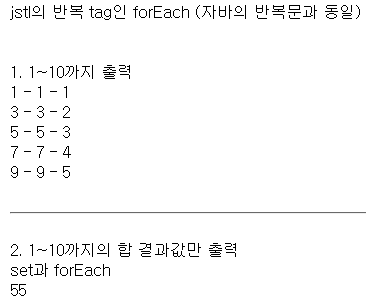 jstl의 반복 tag인 forEach (자바의 반복문과 동일)
1. 1~10까지 출력
1 - 1 - 1
3 - 3 - 2
5 - 5 - 3
7 - 7 - 4
9 - 9 - 5
2. 1~10까지의 합 결과값만 출력
set과 forEach
55